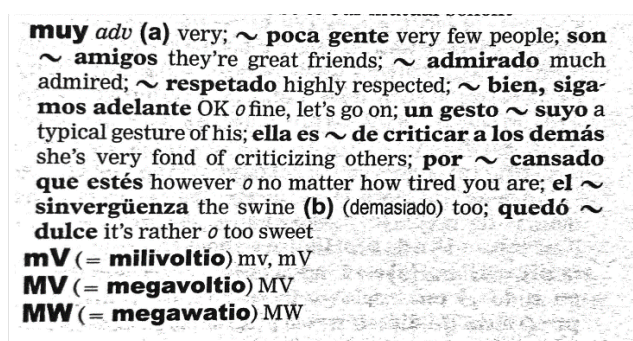 muy adv (a) very; ~ poca gente very few people; son
~ amigos they're great friends; ~ admirado much
admired; ~ respetado highly respected; ~ bien, siga-
mos adelante OK o fine, let's go on; un gesto ~ suyo a
typical gesture of his; ella es ~ de criticar a los demás
she's very fond of criticizing others; por ~ cansado
que estés however o no matter how tired you are; el ~
sinvergüenza the swine (b) (demasiado) too; quedó ~
dulce it's rather o too sweet
mV (= milivoltio) mv, mV
MV (= megavoltio) MV
MW (= megawatio) MW